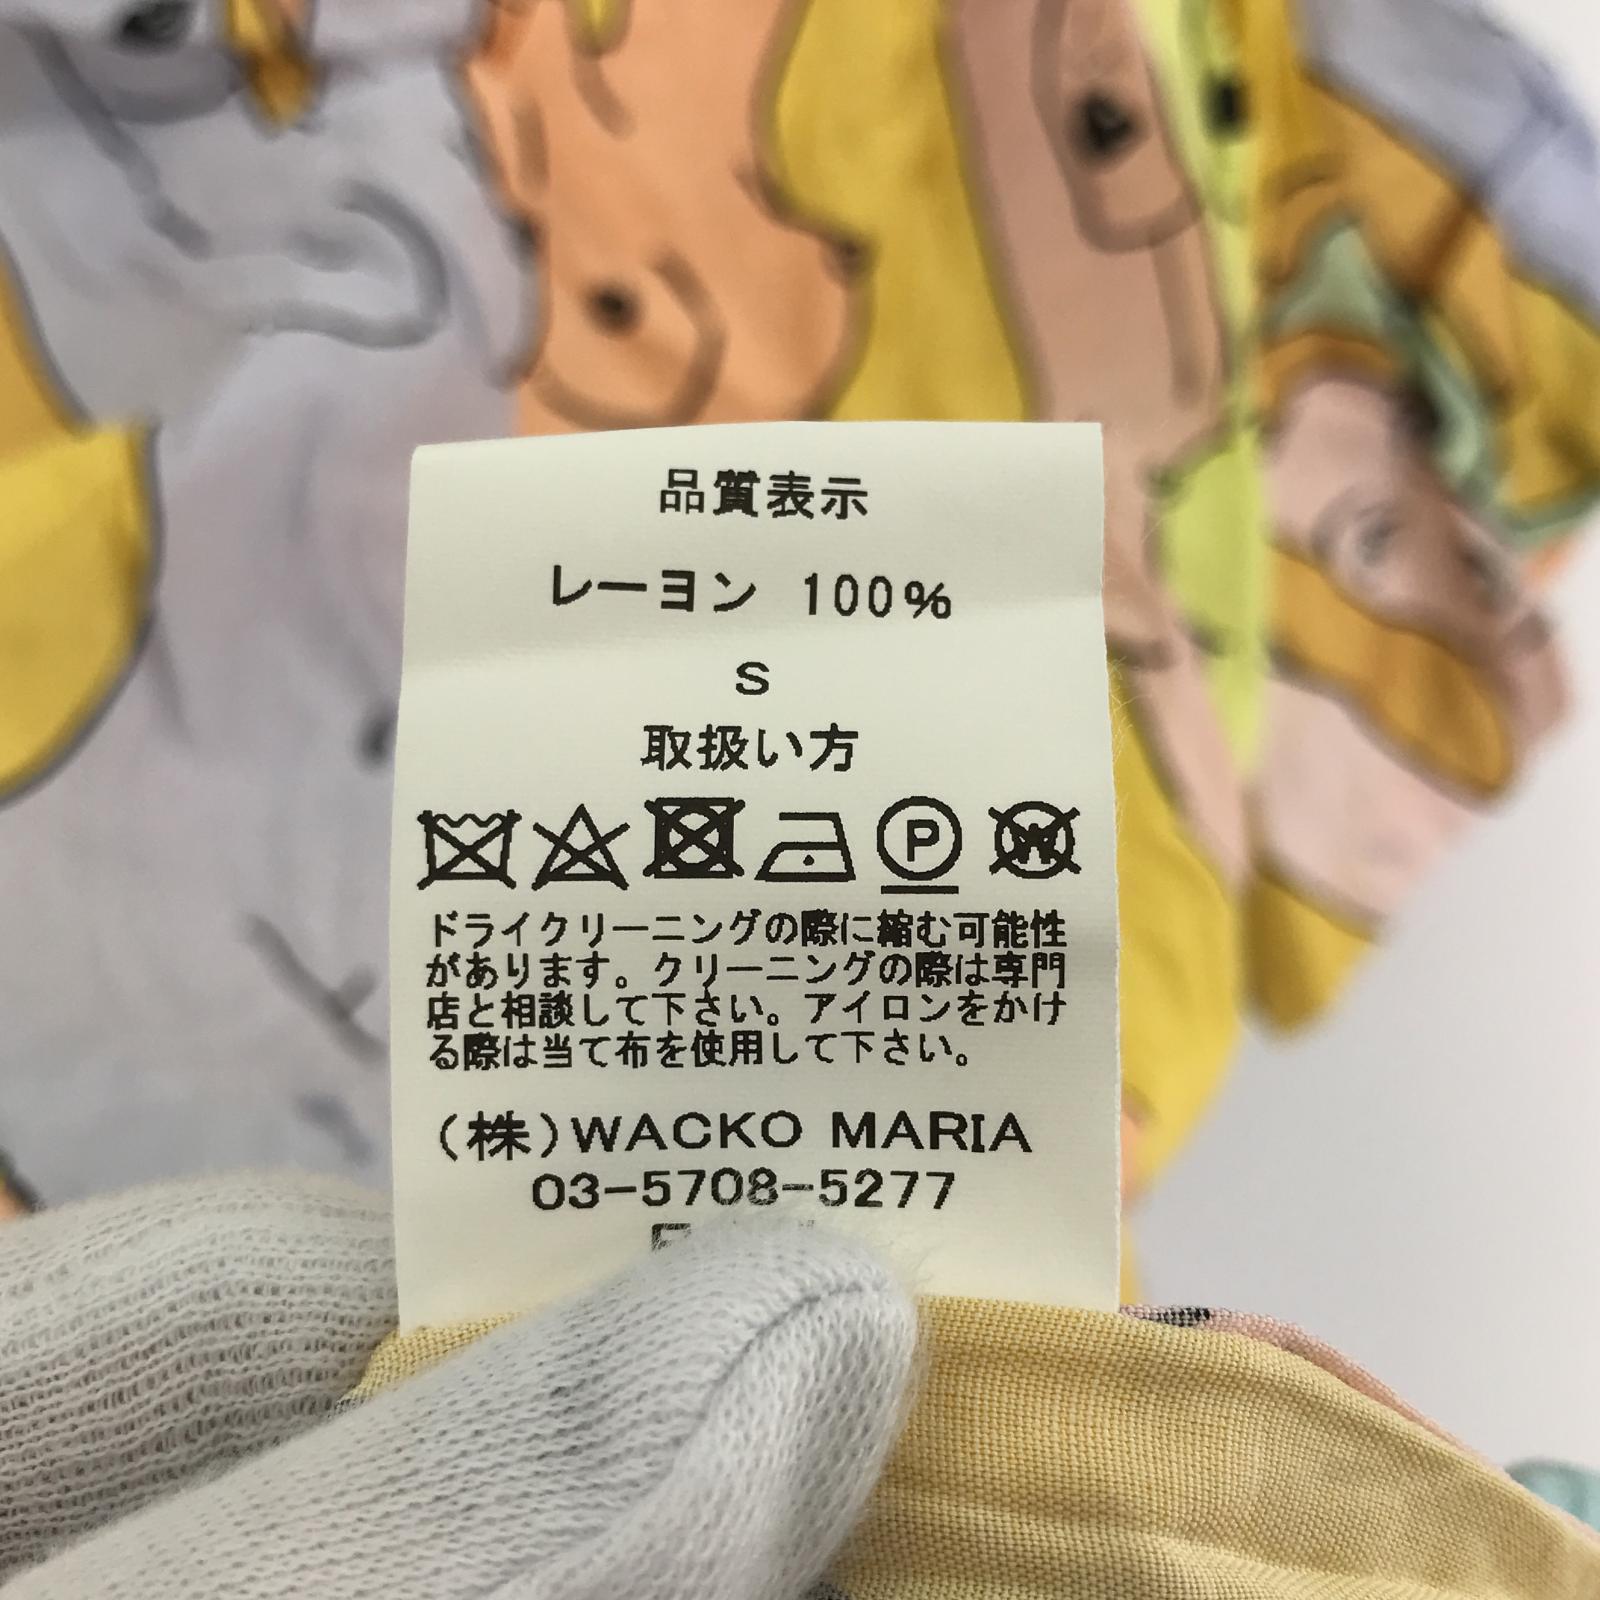 品質表示
レーヨン 100%
S
取扱い方
P W
ドライクリーニングの際に縮む可能性
があります。クリーニングの際は専門
店と相談して下さい。アイロンをかけ
る際は当て布を使用して下さい。
(株)WACKO MARIA
03-5708-5277